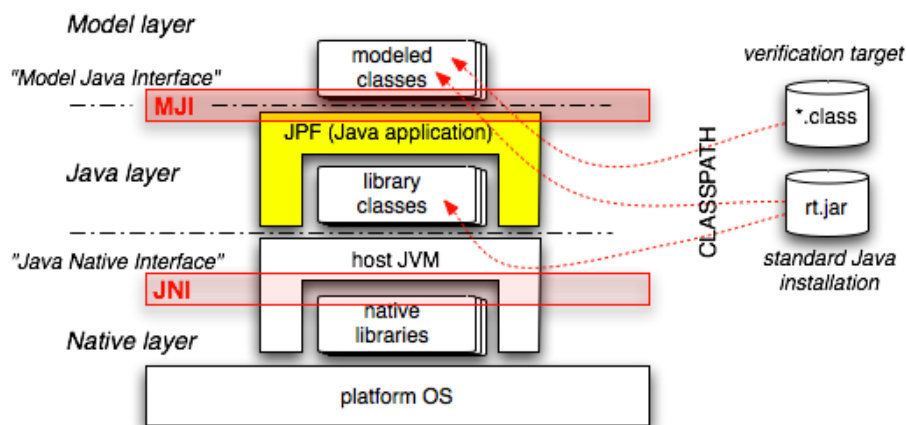 Model layer
modeled
classes
verification target
"Model Java Interface"
MJI
*.class
JPF (Java application)
Java layer
library
classes
CLASSPATH
rt.jar
"Java Native Interface"
host JVM
standard Java
installation
JNI
native
libraries
Native layer
platform OS